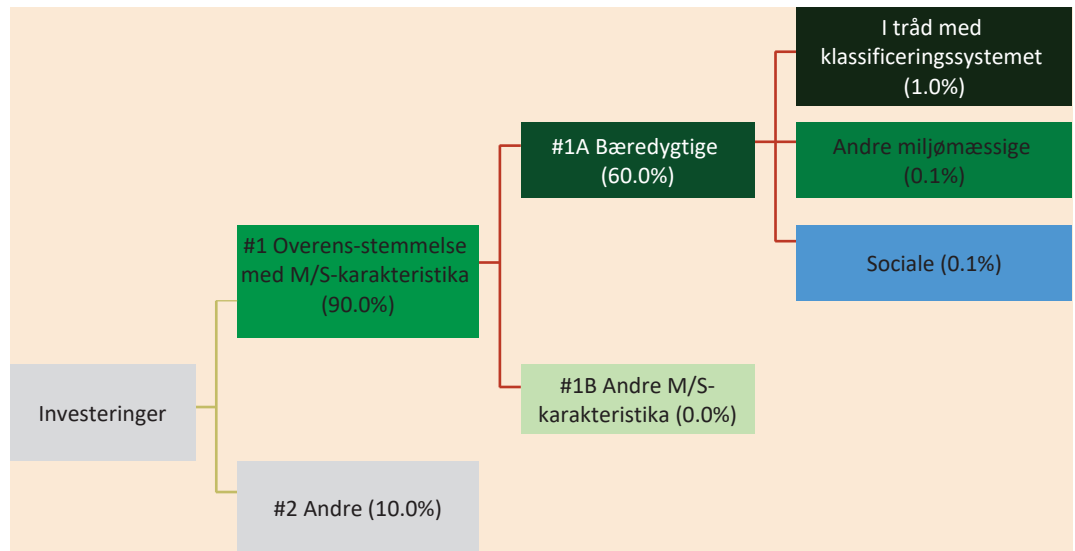 I tråd med
klassificeringssystemet
(1.0%)
#1A Bæredygtige
(60.0%)
Andre miljømæssige
(0.1%)
#1 Overens-stemmelse
med M/S-karakteristika
(90.0%)
Sociale (0.1%)
Investeringer
#1B Andre M/S-
karakteristika (0.0%)
#2 Andre (10.0%)